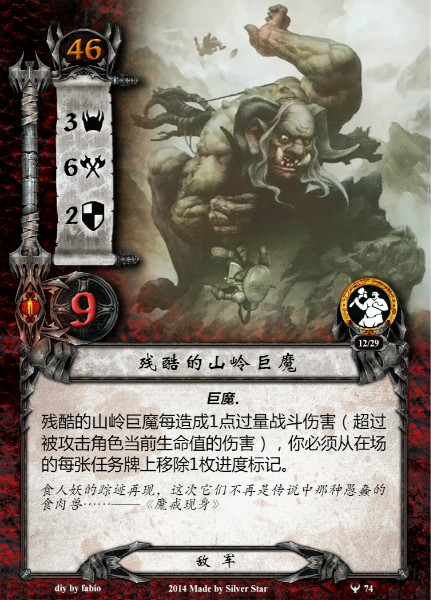 46
3
6
2
9
12/29
残酷的山岭巨魔
巨魔.
残酷的山岭巨魔每造成1点过量战斗伤害（超过
被攻击角色当前生命值的伤害），你必须从在场
的每张任务牌上移除1枚进度标记。
食人妖的踪迹再现，这次它们不再是传说中那种愚蠢的
食肉兽……——《魔戒现身》
敌军
diy by fabio 2014 Made by Silver Star 74